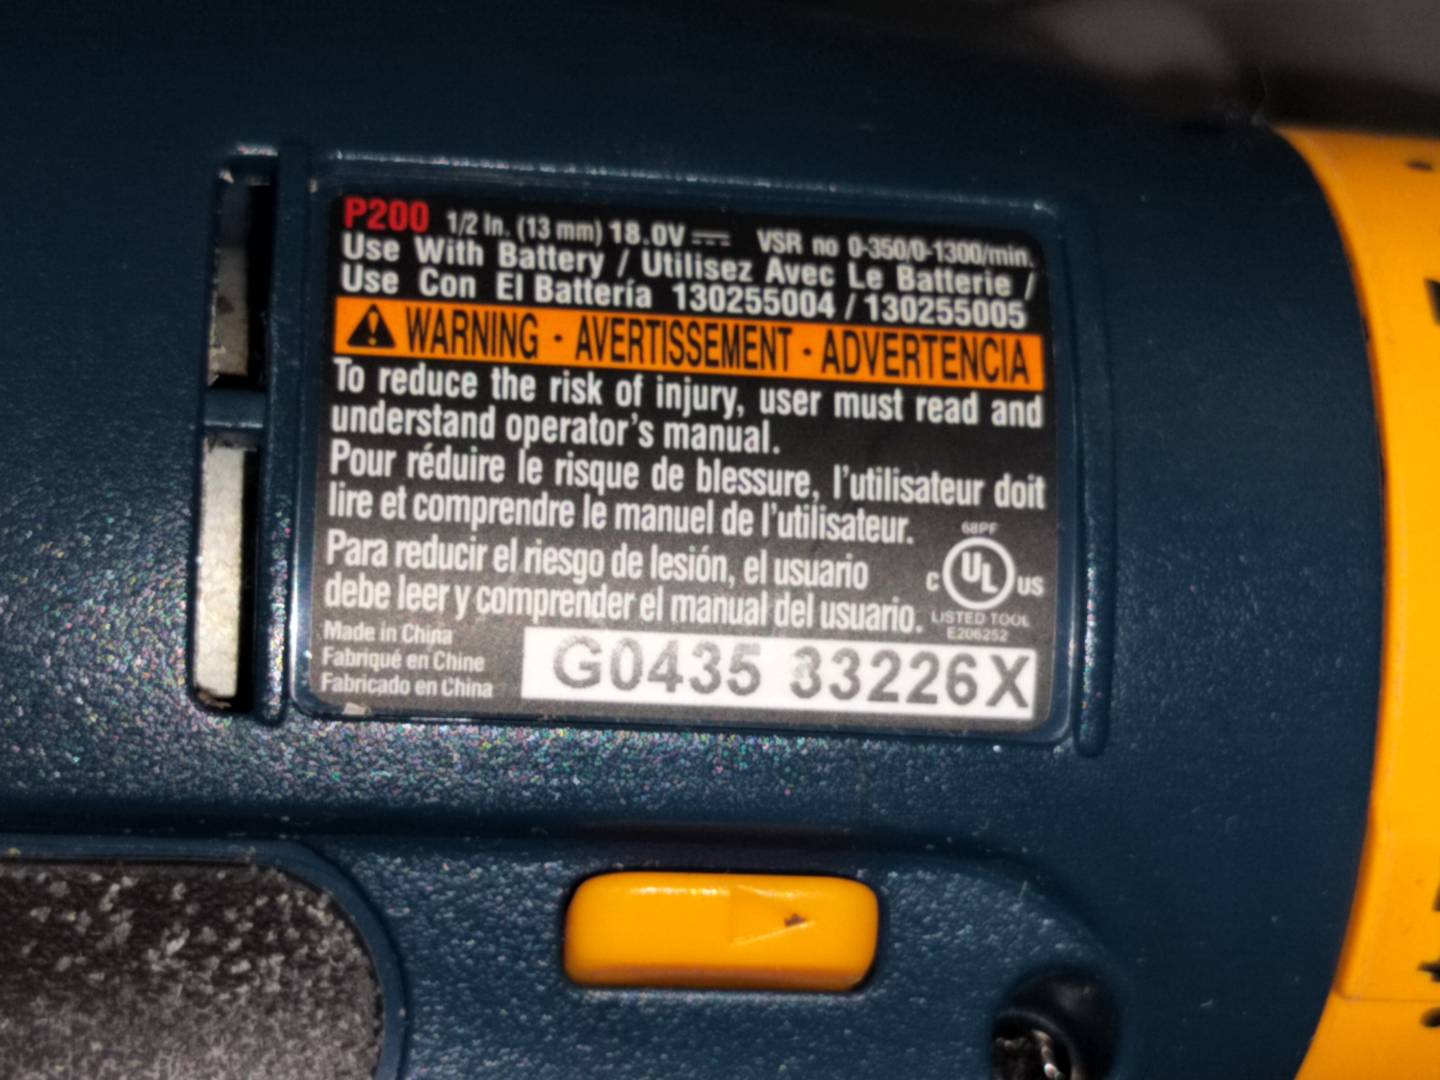 P200 1/2 In. (13 mm) 18.0V VSR no 0-350/0-1300/min.
Use With Battery / Utilisez Avec Le Batterie /
Use Con El Batteria 130255004 / 130255005
WARNING · AVERTISSEMENT · ADVERTENCIA
To reduce the risk of injury, user must read and
understand operator's manual.
Pour réduire le risque de blessure, l'utilisateur doit
lire et comprendre le manuel de l'utilisateur.
Para reducir el riesgo de lesión, el usuario
debe leer y comprender el manual del usuario.
68PF
C UL US
LISTED TOOL
E206252
Made in China
Fabriqué en Chine
Fabricado en China
G0435 33226X